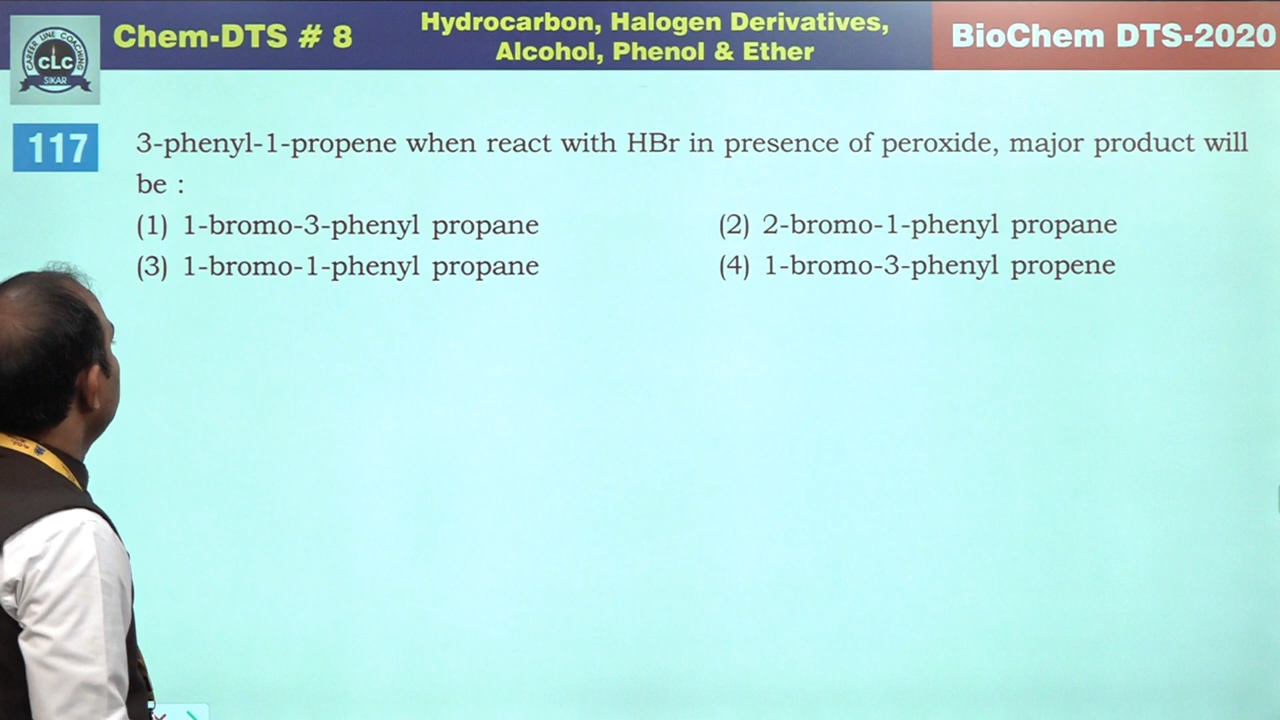 Chem-DTS # 8
Hydrocarbon, Halogen Derivatives,
Alcohol, Phenol & Ether
BioChem DTS-2020
CAREER LINE COACHING
CLC
SIKAR
117
3-phenyl-1-propene when react with HBr in presence of peroxide, major product will
be :
(1) 1-bromo-3-phenyl propane
(2) 2-bromo-1-phenyl propane
(3) 1-bromo-1-phenyl propane
(4) 1-bromo-3-phenyl propene